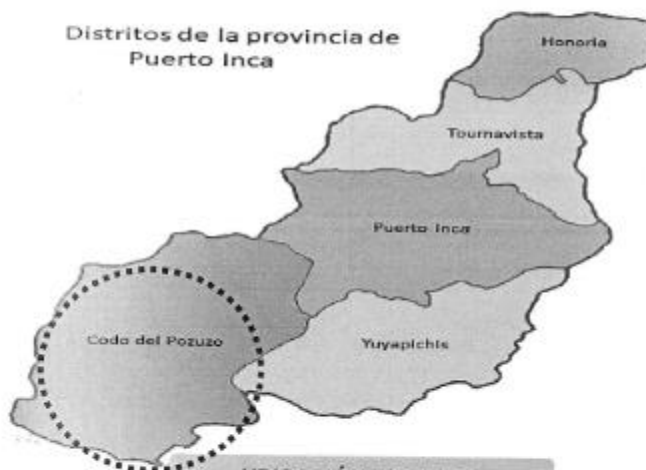 Distritos de la provincia de
Puerto Inca
Honoria
Tournavista
Puerto Inca
Codo del Pozuzo
Yuyapichis